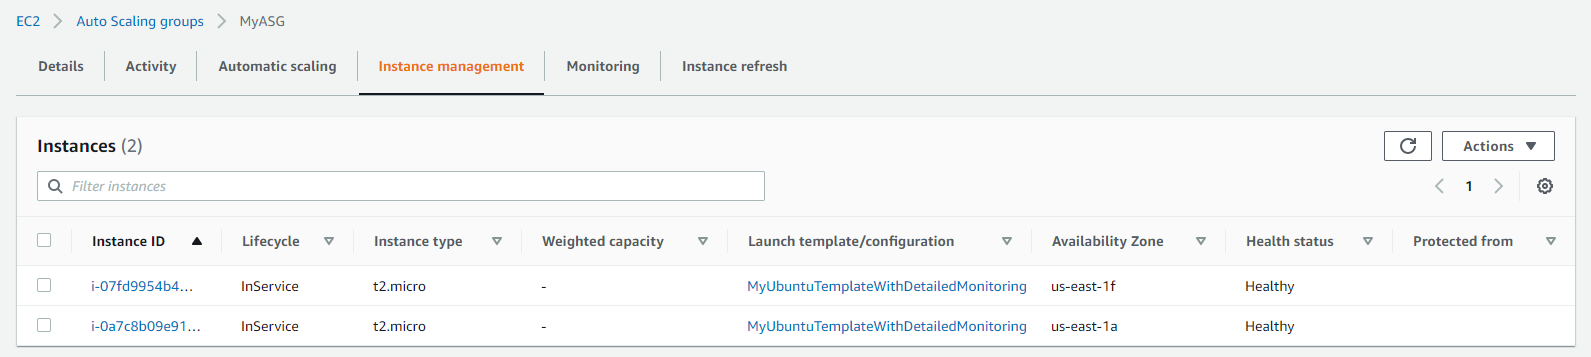 EC2 > Auto Scaling groups > MyASG
Details Activity Automatic scaling Instance management Monitoring Instance refresh
Instances (2)
Actions
Filter instances
1
Instance ID Lifecycle Instance type Weighted capacity Launch template/configuration Availability Zone Health status Protected from
i-07fd9954b4... InService t2.micro - MyUbuntuTemplateWithDetailedMonitoring us-east-1f Healthy
i-0a7c8b09e91... InService t2.micro - MyUbuntuTemplateWithDetailedMonitoring us-east-1a Healthy